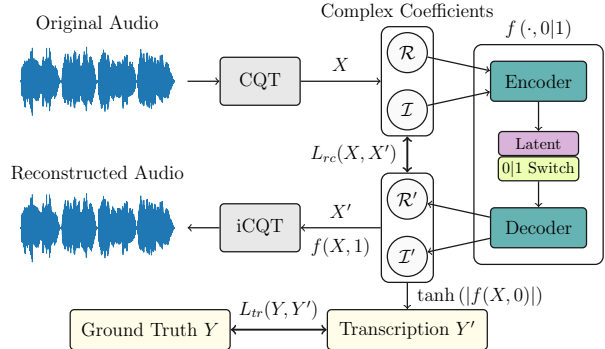 Complex Coefficients
Original Audio
f (·, 0|1)
CQT
X
R
I
Encoder
Latent
0|1 Switch
Decoder
L_rc(X, X′)
Reconstructed Audio
iCQT
X′
f(X, 1)
R′
I′
tanh (|f(X, 0)|)
Ground Truth Y
L_tr(Y, Y′)
Transcription Y′